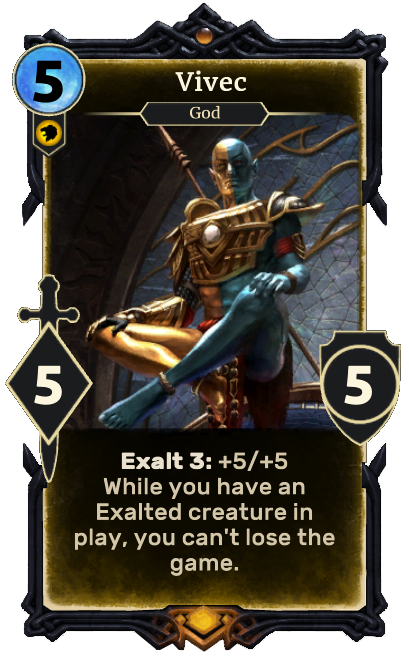 5
Vivec
God
5
5
Exalt 3: +5/+5
While you have an
Exalted creature in
play, you can't lose the
game.